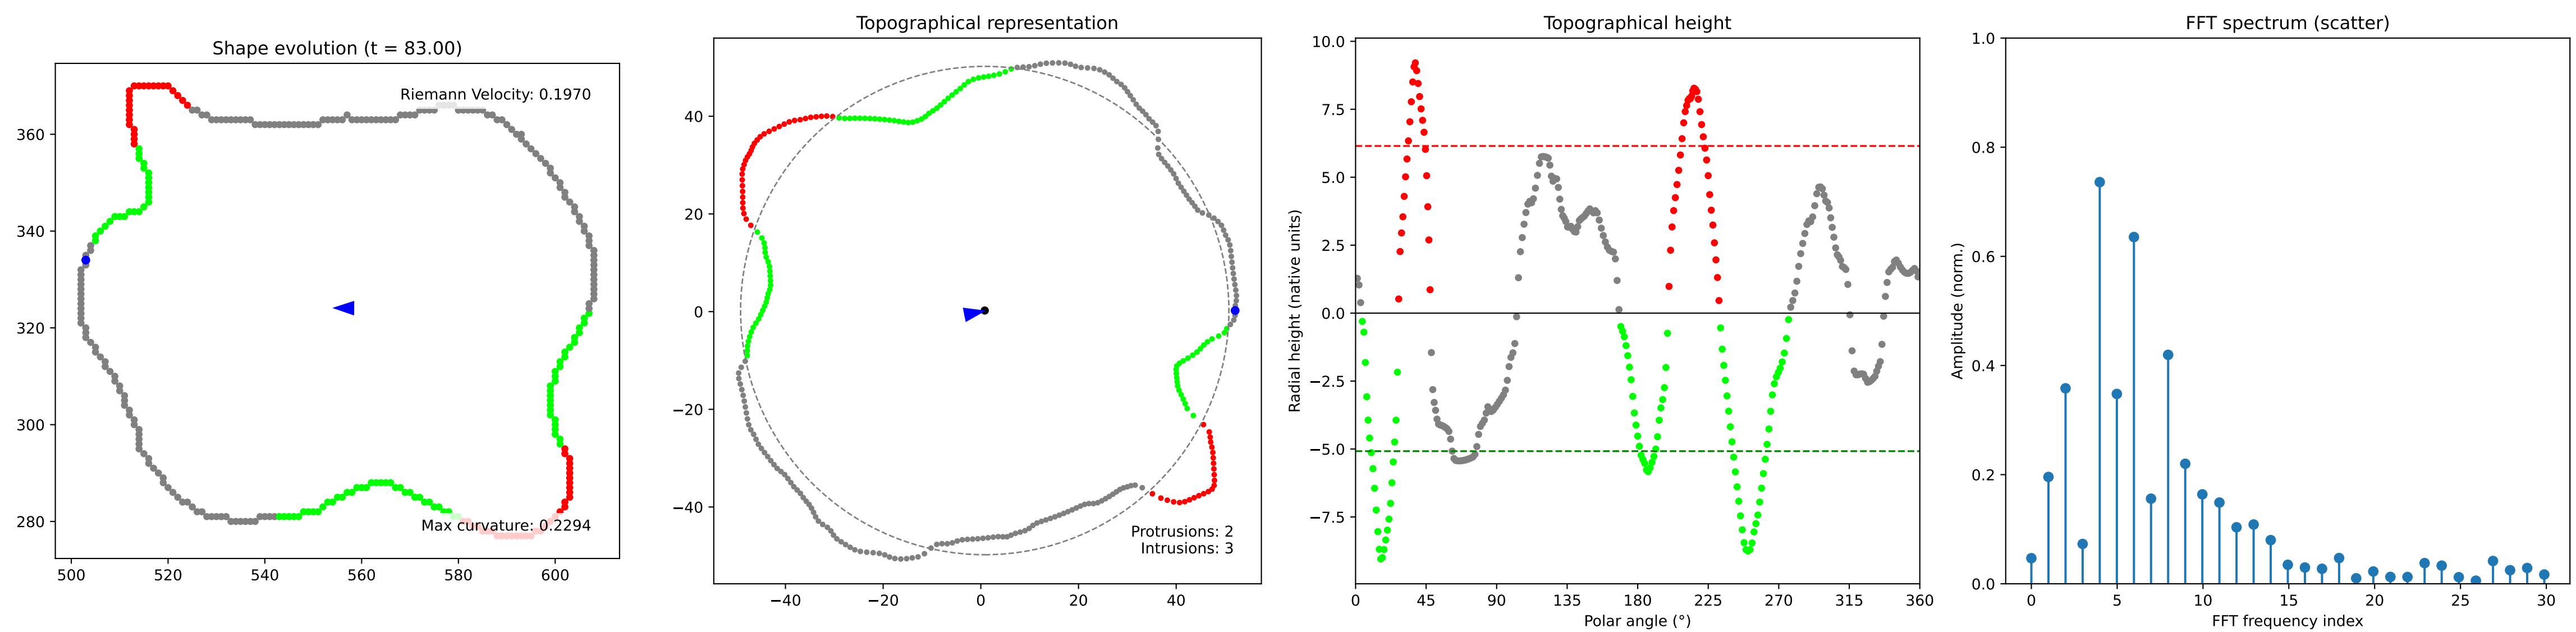 Shape evolution (t = 83.00)
Riemann Velocity: 0.1970
360
340
320
300
280
Max curvature: 0.2294
500 520 540 560 580 600
Topographical representation
40
20
0
−20
−40
Protrusions: 2
Intrusions: 3
−40 −20 0 20 40
Topographical height
Radial height (native units)
10.0
7.5
5.0
2.5
0.0
−2.5
−5.0
−7.5
0 45 90 135 180 225 270 315 360
Polar angle (°)
FFT spectrum (scatter)
Amplitude (norm.)
1.0
0.8
0.6
0.4
0.2
0.0
0 5 10 15 20 25 30
FFT frequency index